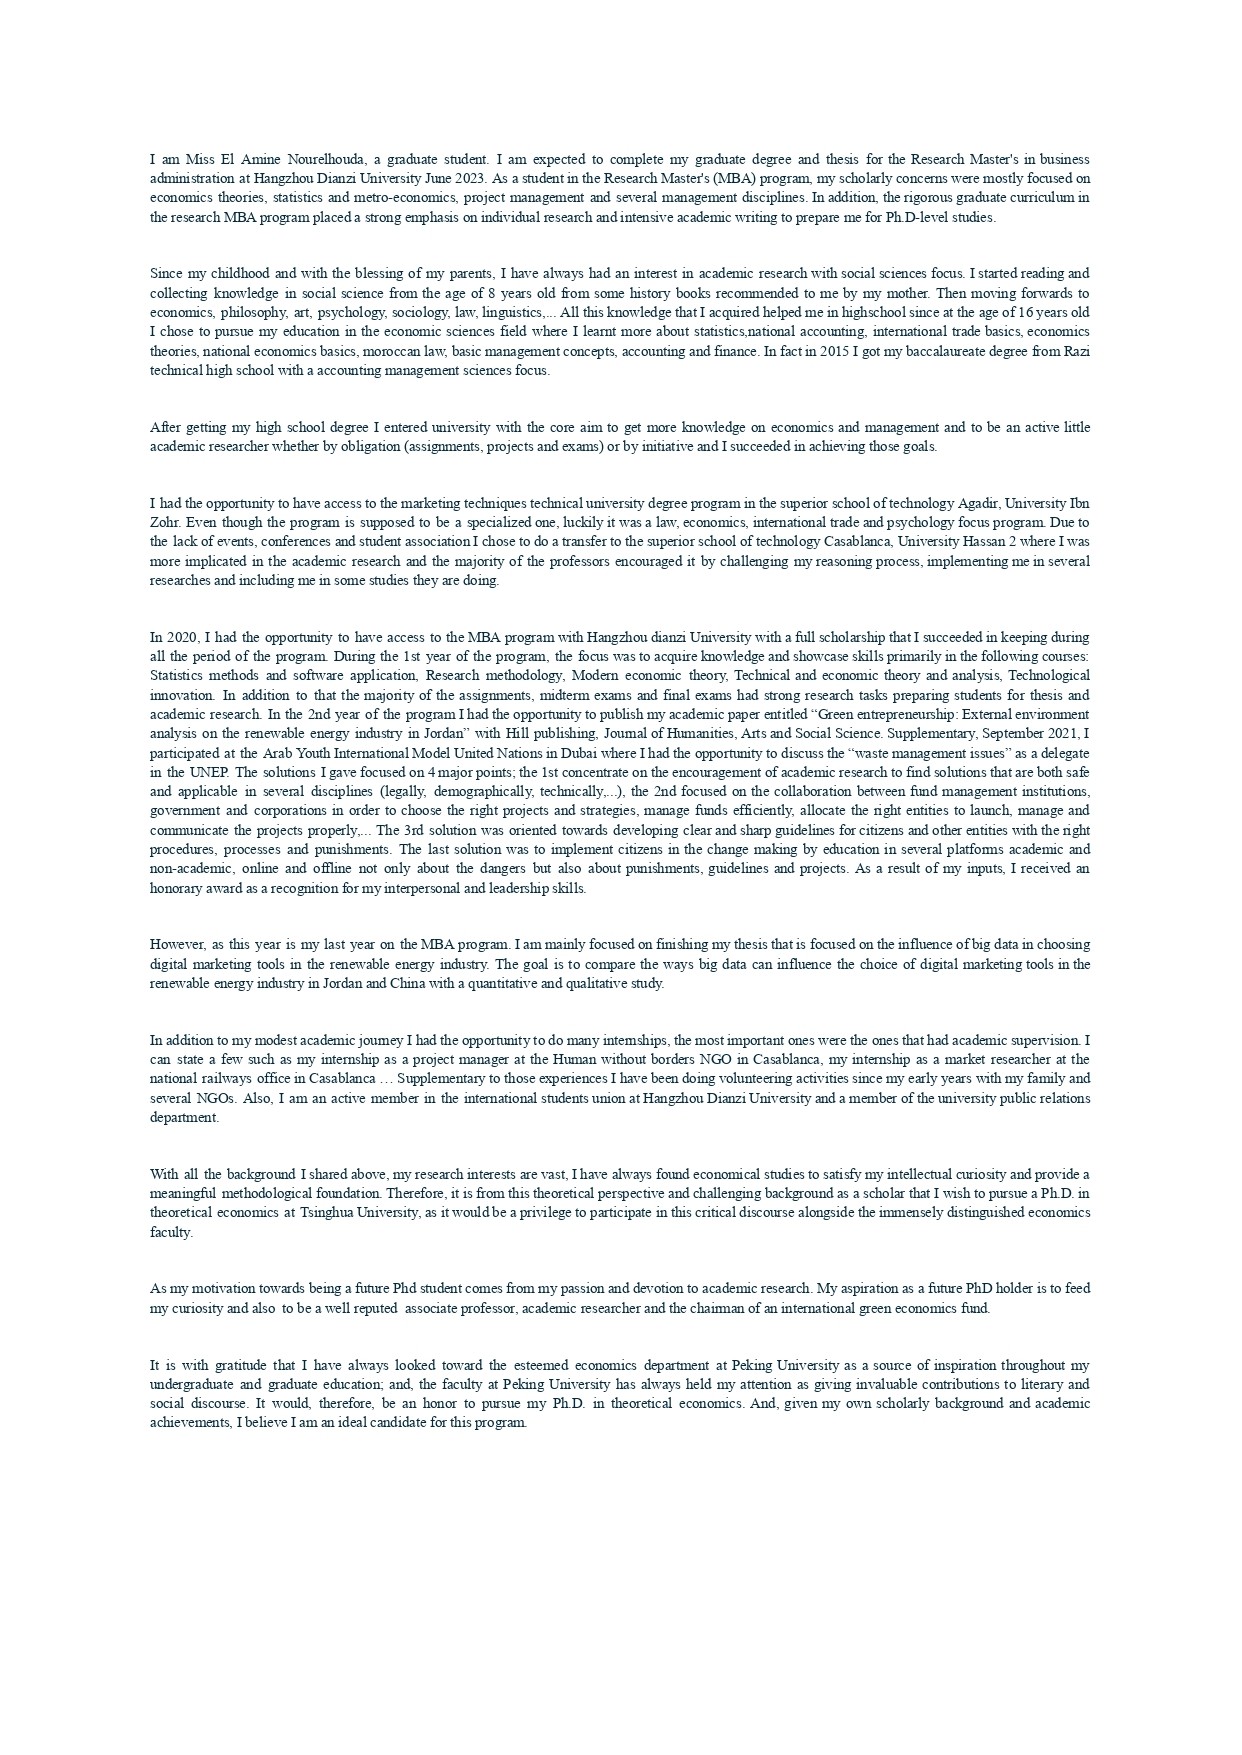 I am Miss El Amine Nourelhouda, a graduate student. I am expected to complete my graduate degree and thesis for the Research Master's in business
administration at Hangzhou Dianzi University June 2023. As a student in the Research Master's (MBA) program, my scholarly concerns were mostly focused on
economics theories, statistics and metro-economics, project management and several management disciplines. In addition, the rigorous graduate curriculum in
the research MBA program placed a strong emphasis on individual research and intensive academic writing to prepare me for Ph.D-level studies.
Since my childhood and with the blessing of my parents, I have always had an interest in academic research with social sciences focus. I started reading and
collecting knowledge in social science from the age of 8 years old from some history books recommended to me by my mother. Then moving forwards to
economics, philosophy, art, psychology, sociology, law, linguistics,... All this knowledge that I acquired helped me in highschool since at the age of 16 years old
I chose to pursue my education in the economic sciences field where I learnt more about statistics,national accounting, international trade basics, economics
theories, national economics basics, moroccan law, basic management concepts, accounting and finance. In fact in 2015 I got my baccalaureate degree from Razi
technical high school with a accounting management sciences focus.
After getting my high school degree I entered university with the core aim to get more knowledge on economics and management and to be an active little
academic researcher whether by obligation (assignments, projects and exams) or by initiative and I succeeded in achieving those goals.
I had the opportunity to have access to the marketing techniques technical university degree program in the superior school of technology Agadir, University Ibn
Zohr. Even though the program is supposed to be a specialized one, luckily it was a law, economics, international trade and psychology focus program. Due to
the lack of events, conferences and student association I chose to do a transfer to the superior school of technology Casablanca, University Hassan 2 where I was
more implicated in the academic research and the majority of the professors encouraged it by challenging my reasoning process, implementing me in several
researches and including me in some studies they are doing.
In 2020, I had the opportunity to have access to the MBA program with Hangzhou dianzi University with a full scholarship that I succeeded in keeping during
all the period of the program. During the 1st year of the program, the focus was to acquire knowledge and showcase skills primarily in the following courses:
Statistics methods and software application, Research methodology, Modern economic theory, Technical and economic theory and analysis, Technological
innovation. In addition to that the majority of the assignments, midterm exams and final exams had strong research tasks preparing students for thesis and
academic research. In the 2nd year of the program I had the opportunity to publish my academic paper entitled “Green entrepreneurship: External environment
analysis on the renewable energy industry in Jordan” with Hill publishing, Journal of Humanities, Arts and Social Science. Supplementary, September 2021, I
participated at the Arab Youth International Model United Nations in Dubai where I had the opportunity to discuss the “waste management issues” as a delegate
in the UNEP. The solutions I gave focused on 4 major points; the 1st concentrate on the encouragement of academic research to find solutions that are both safe
and applicable in several disciplines (legally, demographically, technically,...), the 2nd focused on the collaboration between fund management institutions,
government and corporations in order to choose the right projects and strategies, manage funds efficiently, allocate the right entities to launch, manage and
communicate the projects properly,... The 3rd solution was oriented towards developing clear and sharp guidelines for citizens and other entities with the right
procedures, processes and punishments. The last solution was to implement citizens in the change making by education in several platforms academic and
non-academic, online and offline not only about the dangers but also about punishments, guidelines and projects. As a result of my inputs, I received an
honorary award as a recognition for my interpersonal and leadership skills.
However, as this year is my last year on the MBA program. I am mainly focused on finishing my thesis that is focused on the influence of big data in choosing
digital marketing tools in the renewable energy industry. The goal is to compare the ways big data can influence the choice of digital marketing tools in the
renewable energy industry in Jordan and China with a quantitative and qualitative study.
In addition to my modest academic journey I had the opportunity to do many internships, the most important ones were the ones that had academic supervision. I
can state a few such as my internship as a project manager at the Human without borders NGO in Casablanca, my internship as a market researcher at the
national railways office in Casablanca … Supplementary to those experiences I have been doing volunteering activities since my early years with my family and
several NGOs. Also, I am an active member in the international students union at Hangzhou Dianzi University and a member of the university public relations
department.
With all the background I shared above, my research interests are vast, I have always found economical studies to satisfy my intellectual curiosity and provide a
meaningful methodological foundation. Therefore, it is from this theoretical perspective and challenging background as a scholar that I wish to pursue a Ph.D. in
theoretical economics at Tsinghua University, as it would be a privilege to participate in this critical discourse alongside the immensely distinguished economics
faculty.
As my motivation towards being a future Phd student comes from my passion and devotion to academic research. My aspiration as a future PhD holder is to feed
my curiosity and also to be a well reputed associate professor, academic researcher and the chairman of an international green economics fund.
It is with gratitude that I have always looked toward the esteemed economics department at Peking University as a source of inspiration throughout my
undergraduate and graduate education; and, the faculty at Peking University has always held my attention as giving invaluable contributions to literary and
social discourse. It would, therefore, be an honor to pursue my Ph.D. in theoretical economics. And, given my own scholarly background and academic
achievements, I believe I am an ideal candidate for this program.